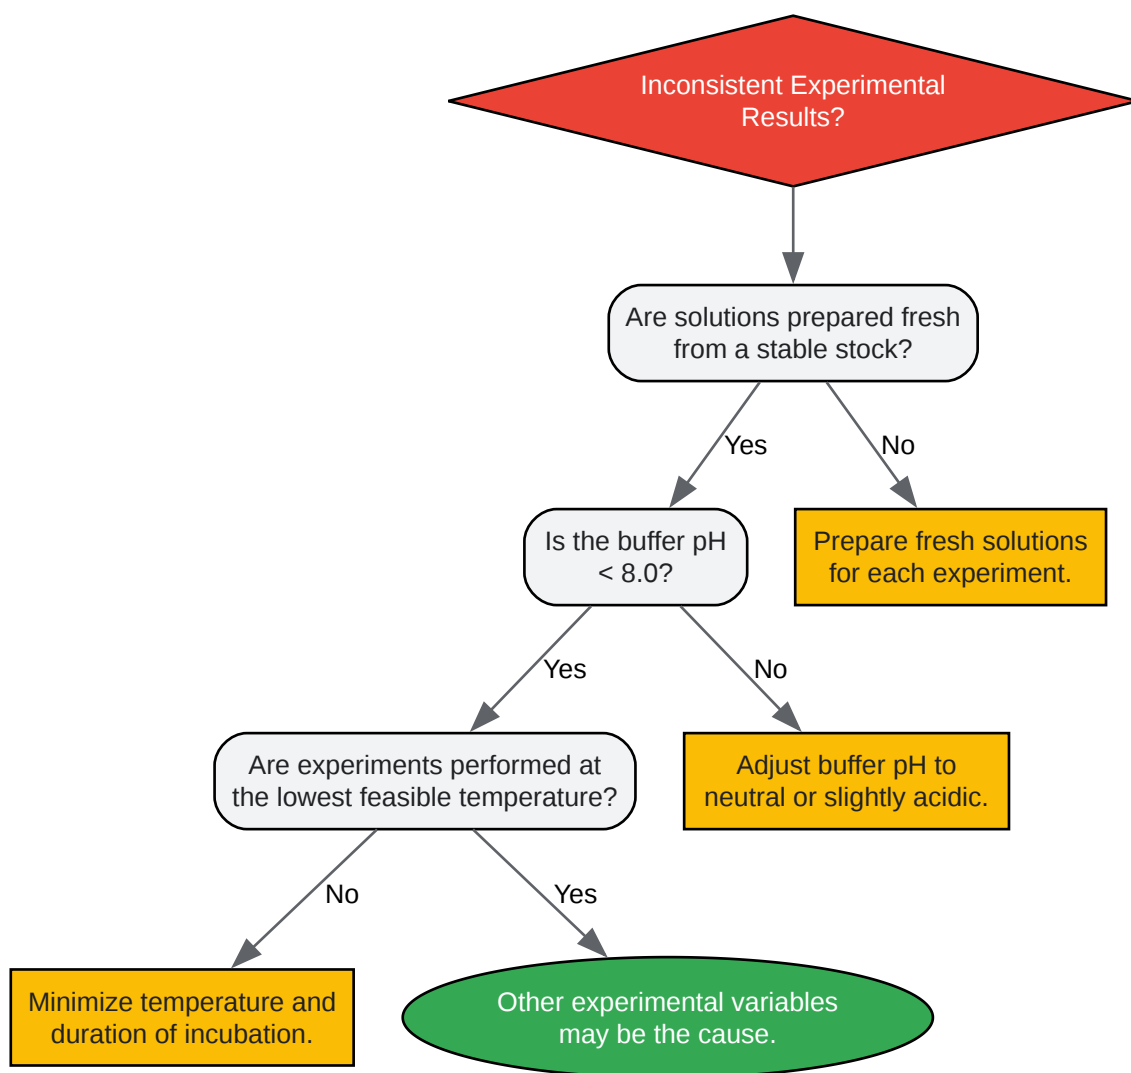 Inconsistent Experimental
Results?
Are solutions prepared fresh
from a stable stock?
Yes
No
Is the buffer pH
< 8.0?
Prepare fresh solutions
for each experiment.
Yes
No
Are experiments performed at
the lowest feasible temperature?
Adjust buffer pH to
neutral or slightly acidic.
No
Yes
Minimize temperature and
duration of incubation.
Other experimental variables
may be the cause.